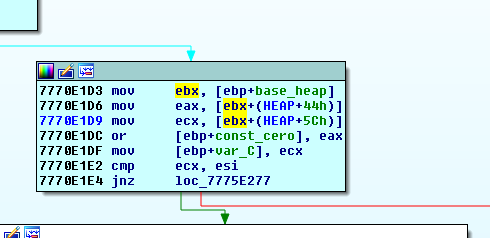 7770E1D3 mov ebx, [ebp+base_heap]
7770E1D6 mov eax, [ebx+(HEAP+44h)]
7770E1D9 mov ecx, [ebx+(HEAP+5Ch)]
7770E1DC or [ebp+const_cero], eax
7770E1DF mov [ebp+var_C], ecx
7770E1E2 cmp ecx, esi
7770E1E4 jnz loc_7775E277